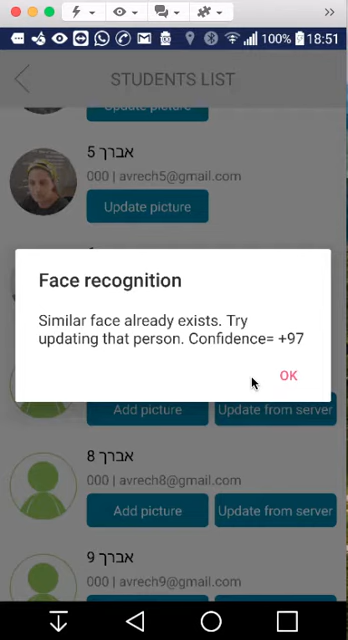 100% 18:51
STUDENTS LIST
Update picture
אברך 5
000 | avrech5@gmail.com
Update picture
Face recognition
Similar face already exists. Try
updating that person. Confidence= +97
OK
Add picture Update from server
אברך 8
000 | avrech8@gmail.com
Add picture Update from server
אברך 9
000 | avrech9@gmail.com